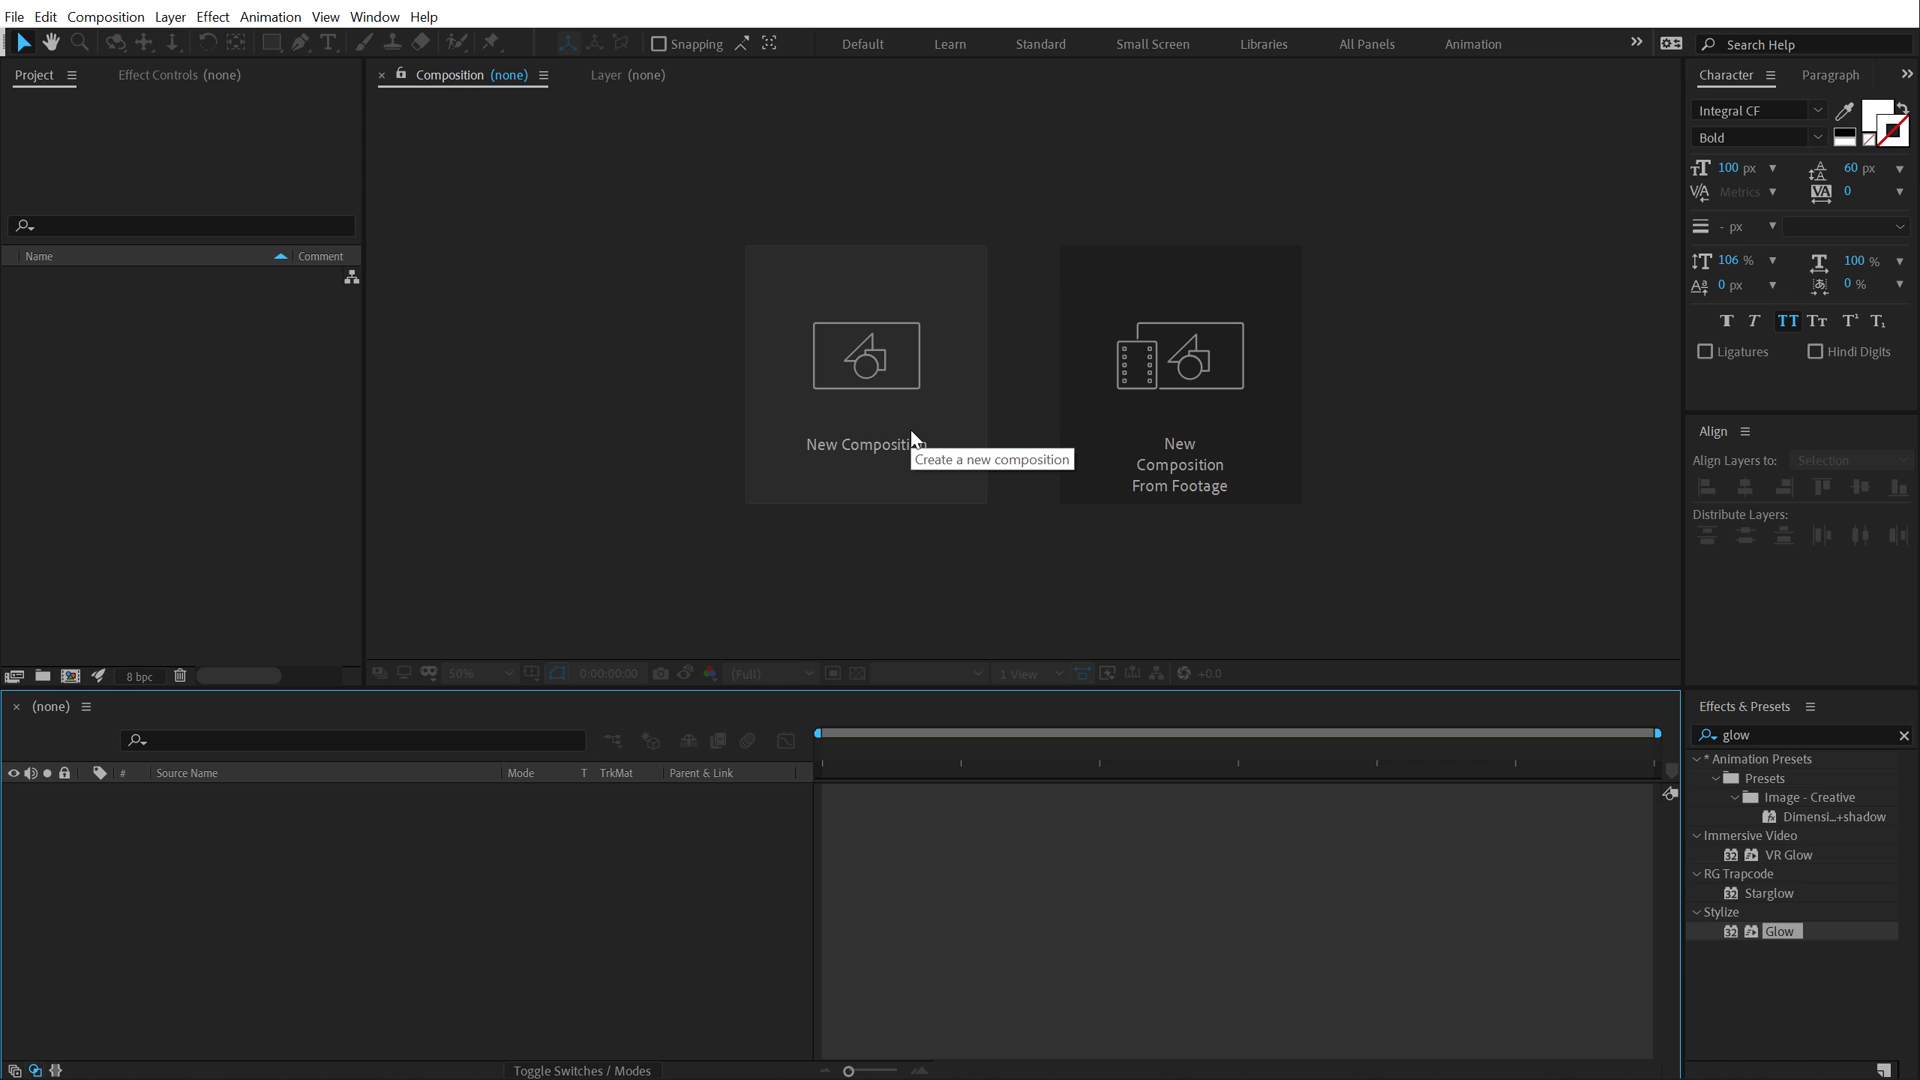 File Edit Composition Layer Effect Animation View Window Help
Snapping Default Learn Standard Small Screen Libraries All Panels Animation Search Help
Project Effect Controls (none) Composition (none) Layer (none) Character Paragraph
Integral CF
Bold
100 px 60 px
Metrics 0
- px
106 % 100 %
0 px 0 %
Ligatures Hindi Digits
Name Comment
New Composition
Create a new composition
New
Composition
From Footage
Align
Align Layers to: Selection
Distribute Layers:
8 bpc 50% 0:00:00:00 (Full) 1 View +0.0
(none)
# Source Name Mode T TrkMat Parent & Link
Toggle Switches / Modes
Effects & Presets
glow
* Animation Presets
Presets
Image - Creative
Dimensi...+shadow
Immersive Video
32 VR Glow
RG Trapcode
32 Starglow
Stylize
32 Glow